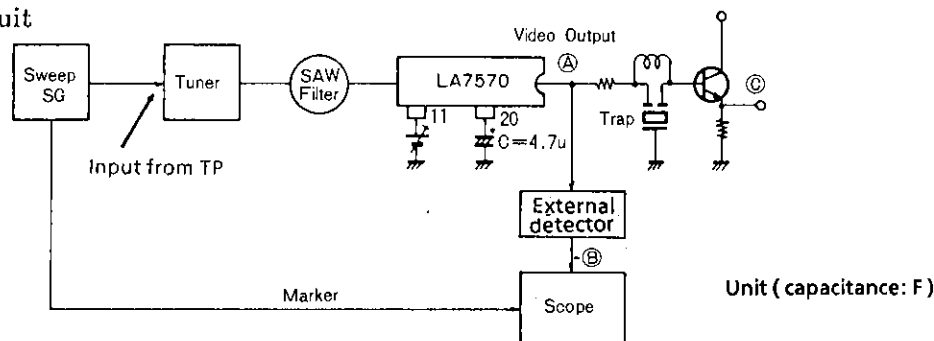 uit
Video Output
Ⓐ
Sweep
SG
Tuner
SAW
Filter
LA7570
Ⓒ
11
20
C=4.7u
Trap
Input from TP
External
detector
Ⓑ
Marker
Scope
Unit ( capacitance: F )